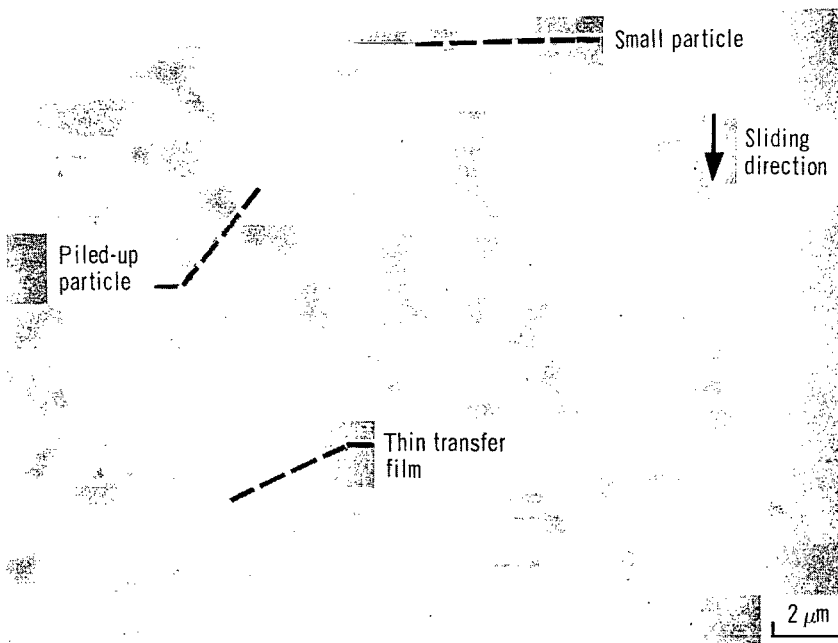 Small particle
Sliding
direction
Piled-up
particle
Thin transfer
film
2 μm